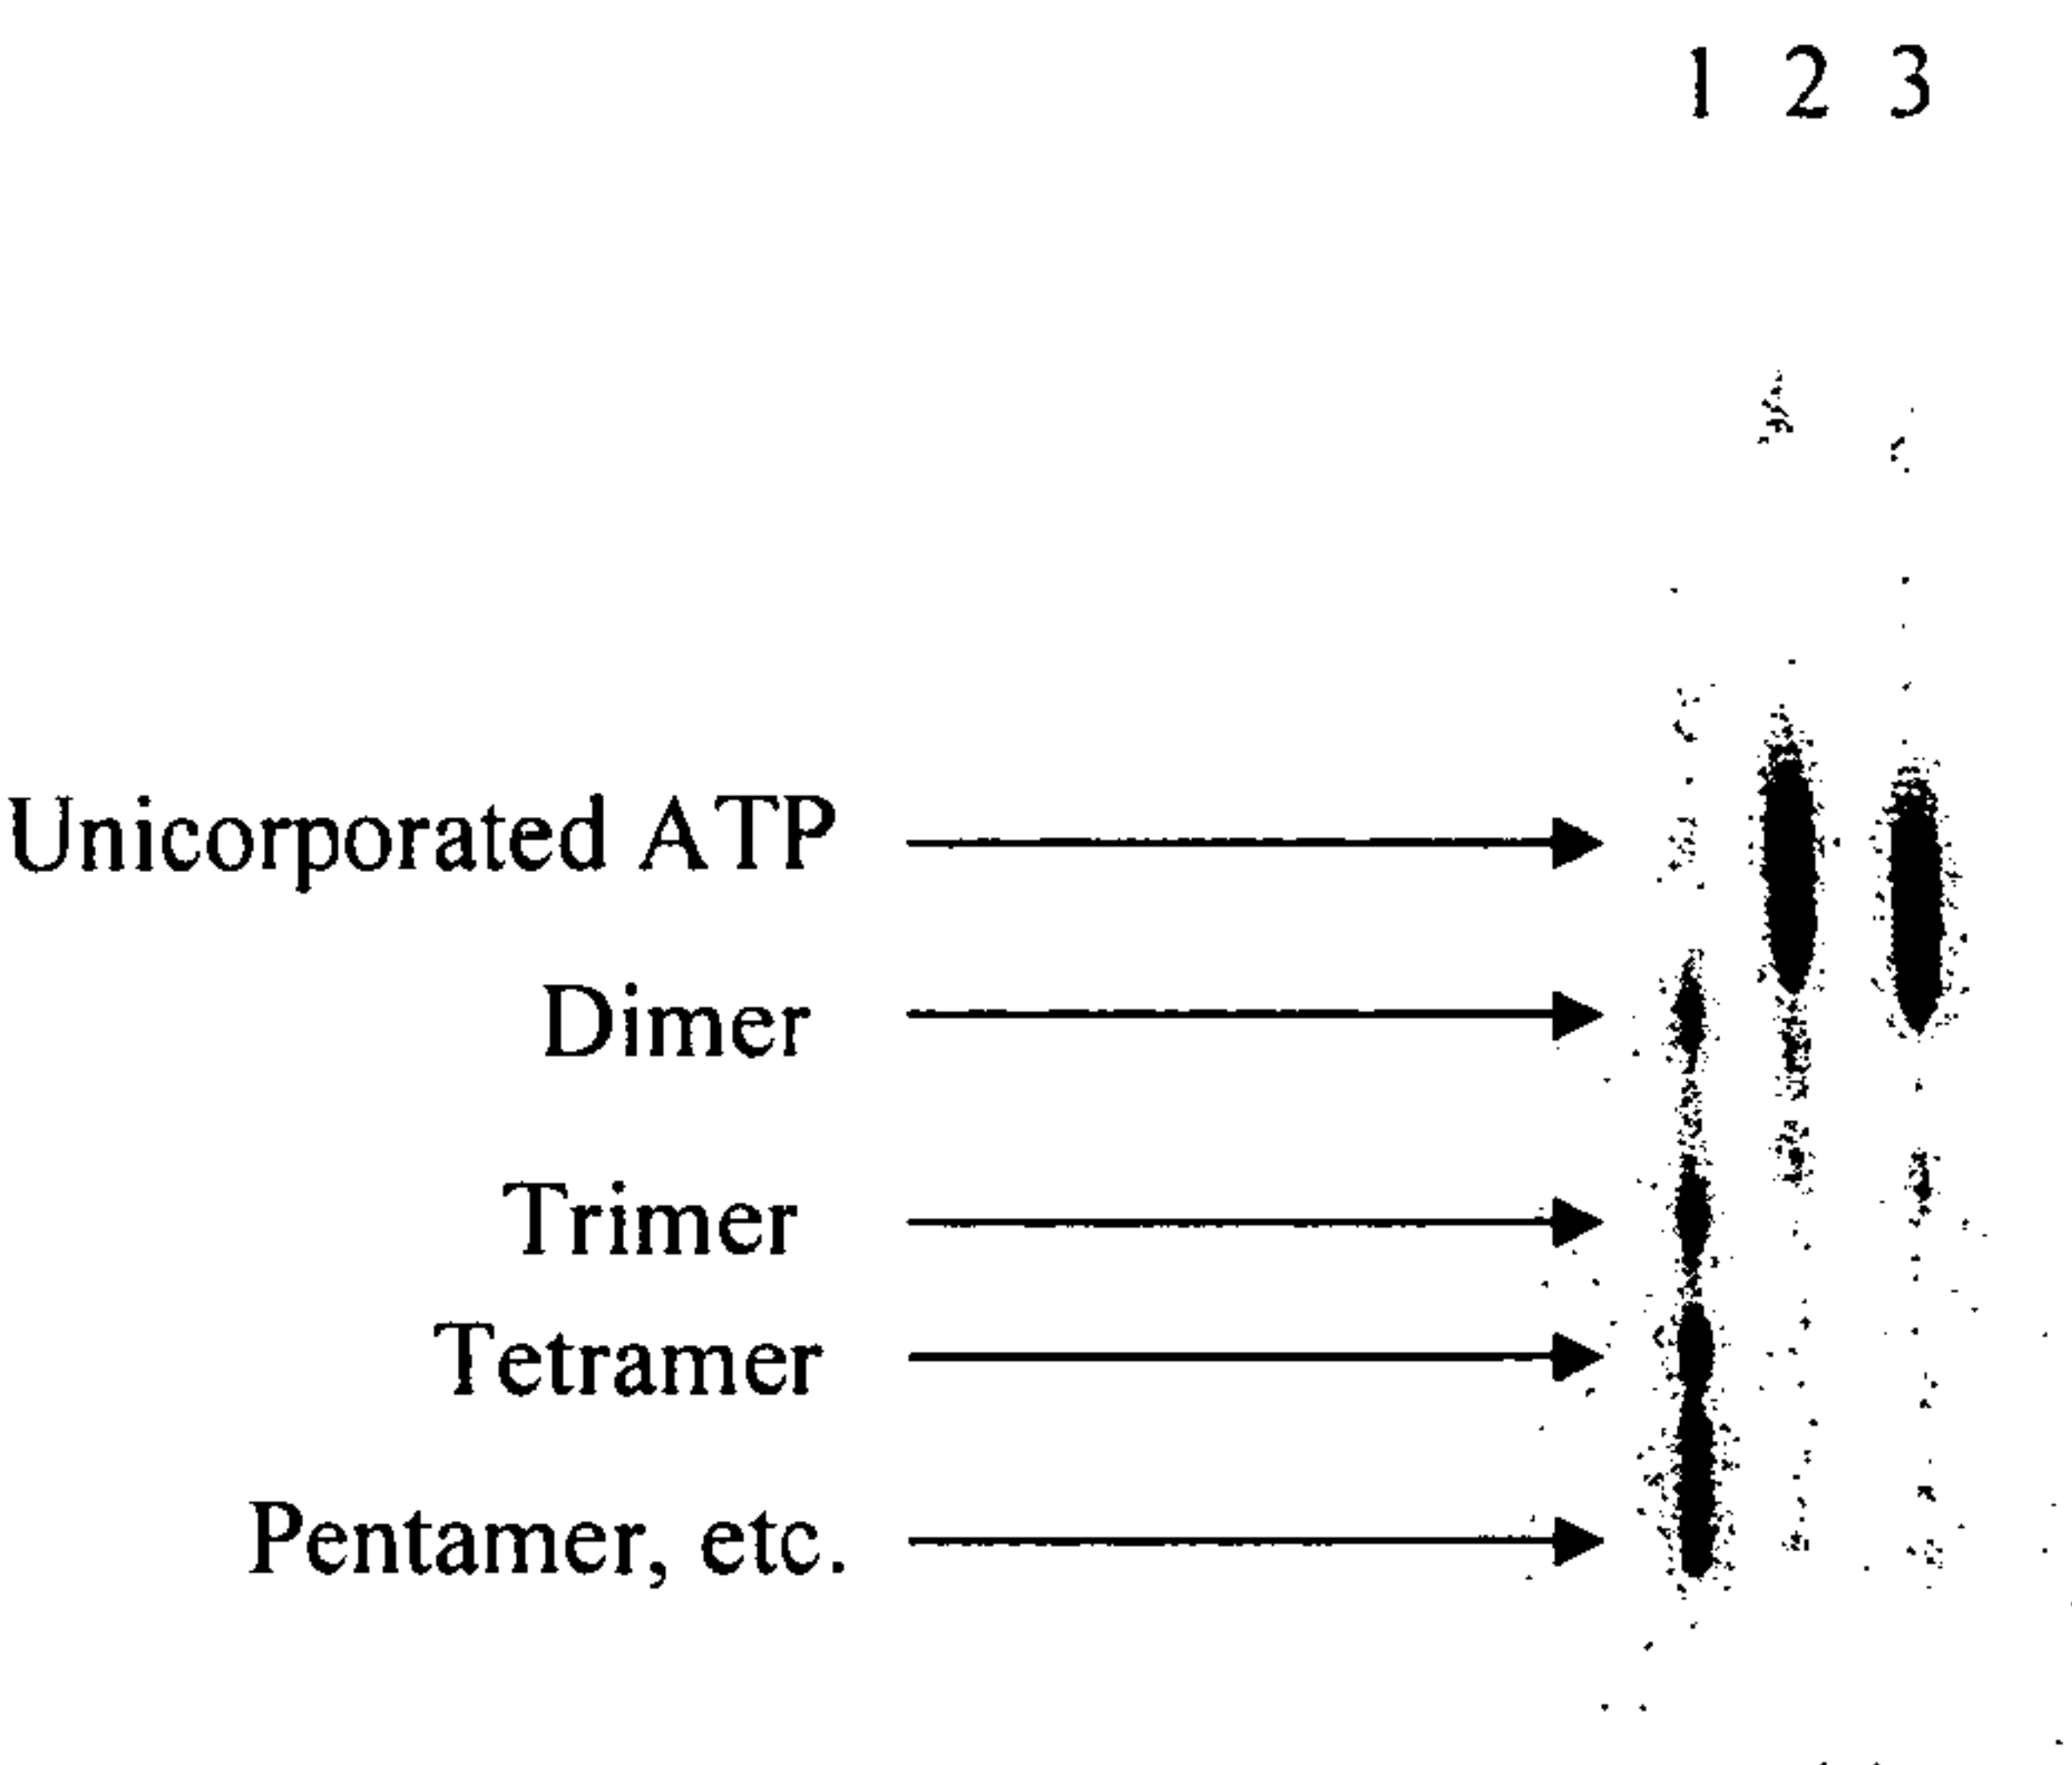 1 2 3
Unicorporated ATP
Dimer
Trimer
Tetramer
Pentamer, etc.